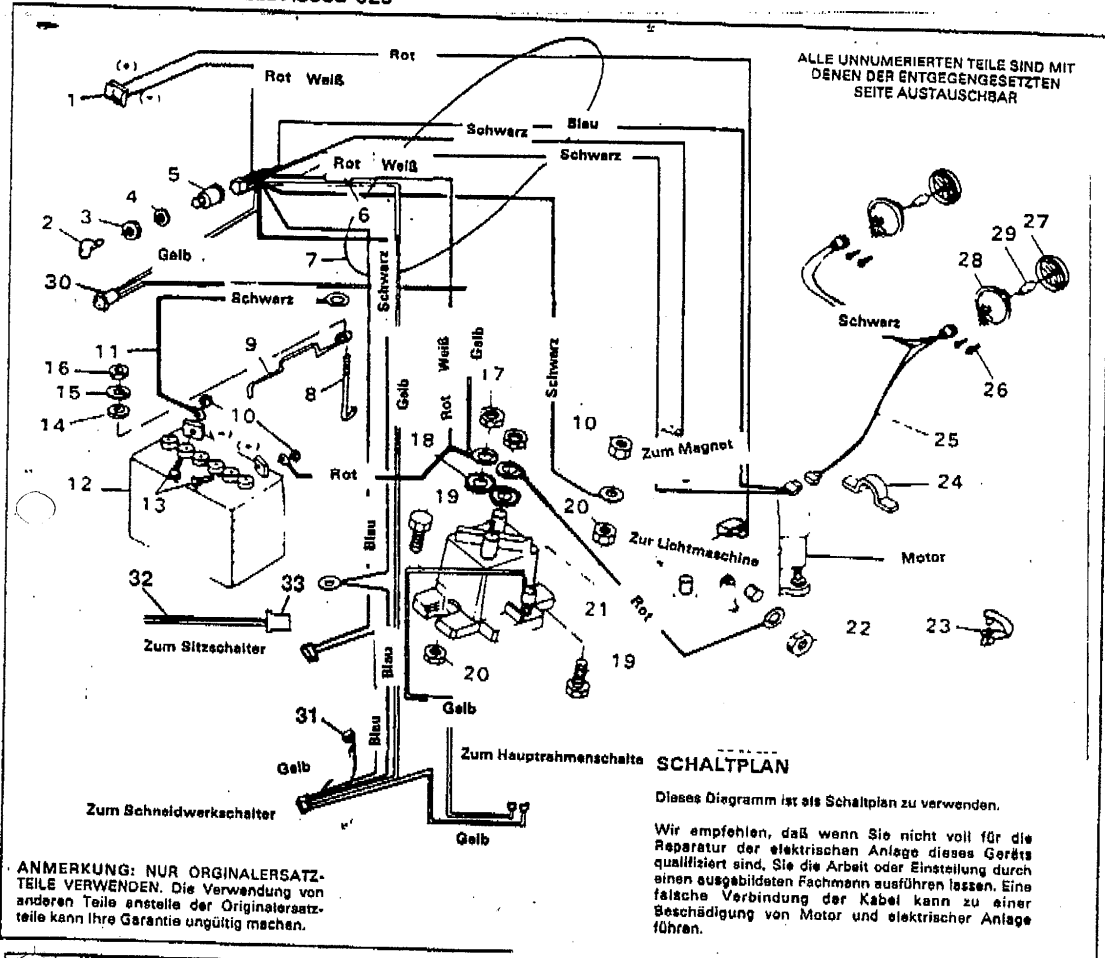 Rot
ALLE UNNUMERIERTEN TEILE SIND MIT
DENEN DER ENTGEGENGESETZTEN
SEITE AUSTAUSCHBAR
(+)
Rot Weiß
1
(-)
Schwarz
Blau
Rot Weiß
Schwarz
5
4
3
2
6
Gelb
7
Schwarz
30
Schwarz
27
29
28
Schwarz
26
25
24
11
9
16
15
14
10
8
Gelb
Rot
Weiß
Gelb
17
18
Schwarz
10
Zum Magnet
(-)
(+)
Rot
12
13
19
20
Zur Lichtmaschine
Motor
Blau
21
Rot
22
23
32
33
Zum Sitzschalter
Blau
20
19
Gelb
31
Blau
Gelb
Zum Hauptrahmenschalte
Zum Schneidwerkschalter
Gelb
SCHALTPLAN
Dieses Diagramm ist als Schaltplan zu verwenden.
Wir empfehlen, daß wenn Sie nicht voll für die
Reparatur der elektrischen Anlage dieses Geräts
qualifiziert sind, Sie die Arbeit oder Einstellung durch
einen ausgebildeten Fachmann ausführen lassen. Eine
falsche Verbindung der Kabel kann zu einer
Beschädigung von Motor und elektrischer Anlage
führen.
ANMERKUNG: NUR ORGINALERSATZ-
TEILE VERWENDEN. Die Verwendung von
anderen Teile anstelle der Originalersatz-
teile kann Ihre Garantie ungültig machen.